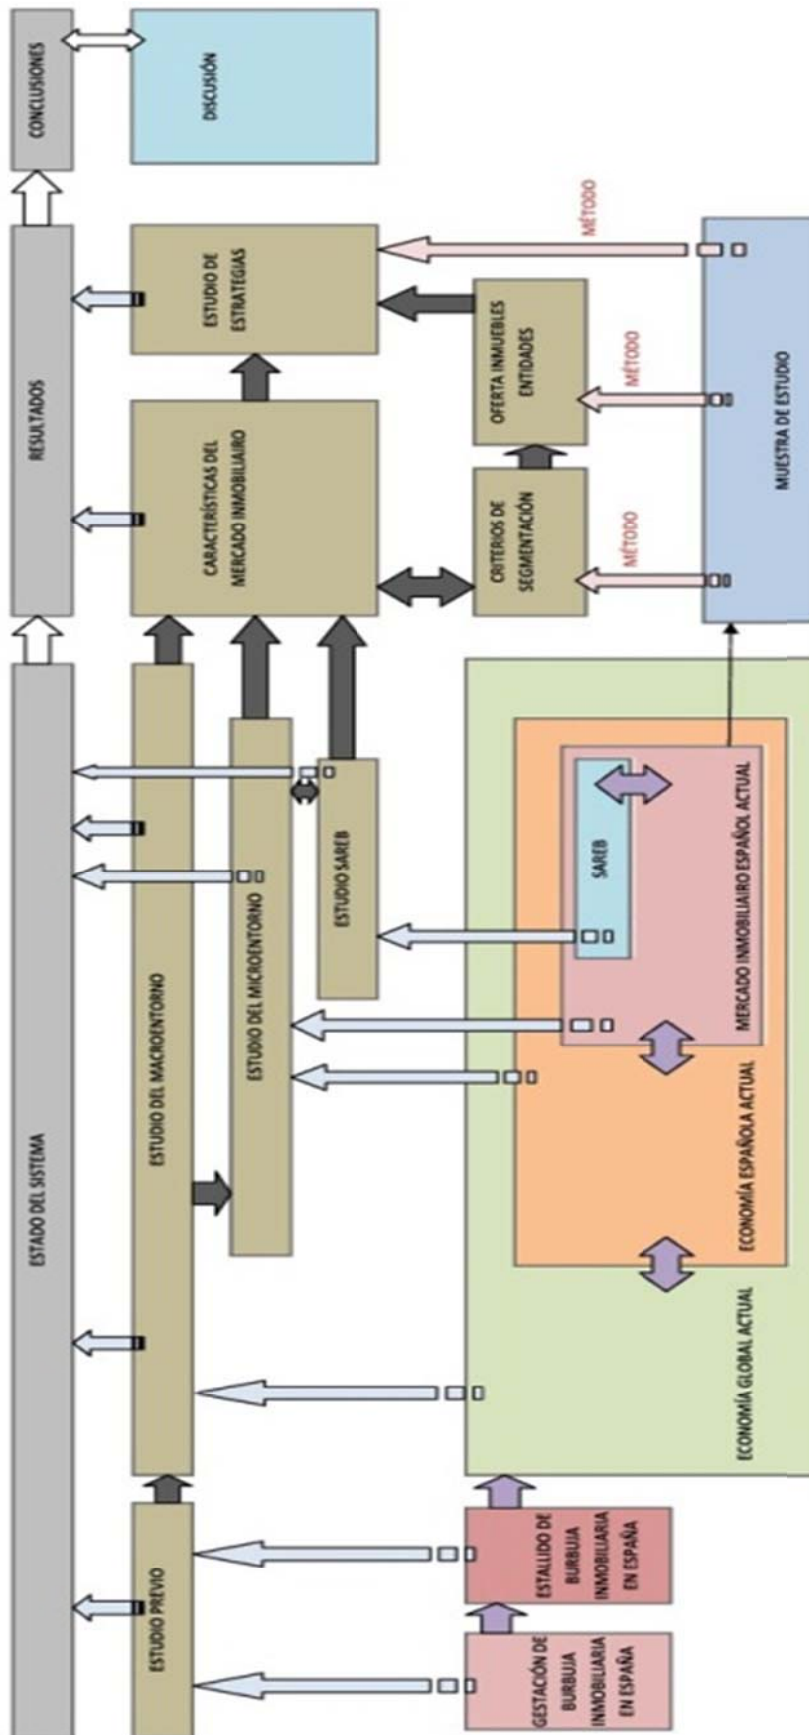 ESTADO DEL SISTEMA
RESULTADOS
CONCLUSIONES
ESTUDIO PREVIO
ESTUDIO DEL MACROENTORNO
CARACTERÍSTICAS DEL
MERCADO INMOBILIAIRO
ESTUDIO DE
ESTRATEGIAS
DISCUSIÓN
ESTUDIO DEL MICROENTORNO
ESTUDIO SAREB
CRITERIOS DE
SEGMENTACIÓN
OFERTA INMUEBLES
ENTIDADES
MÉTODO
MÉTODO
MÉTODO
GESTACIÓN DE
BURBUJA
INMOBILIARIA
EN ESPAÑA
ESTALLIDO DE
BURBUJA
INMOBILIARIA
EN ESPAÑA
SAREB
MERCADO INMOBILIAIRO ESPAÑOL ACTUAL
ECONOMÍA ESPAÑOLA ACTUAL
ECONOMÍA GLOBAL ACTUAL
MUESTRA DE ESTUDIO